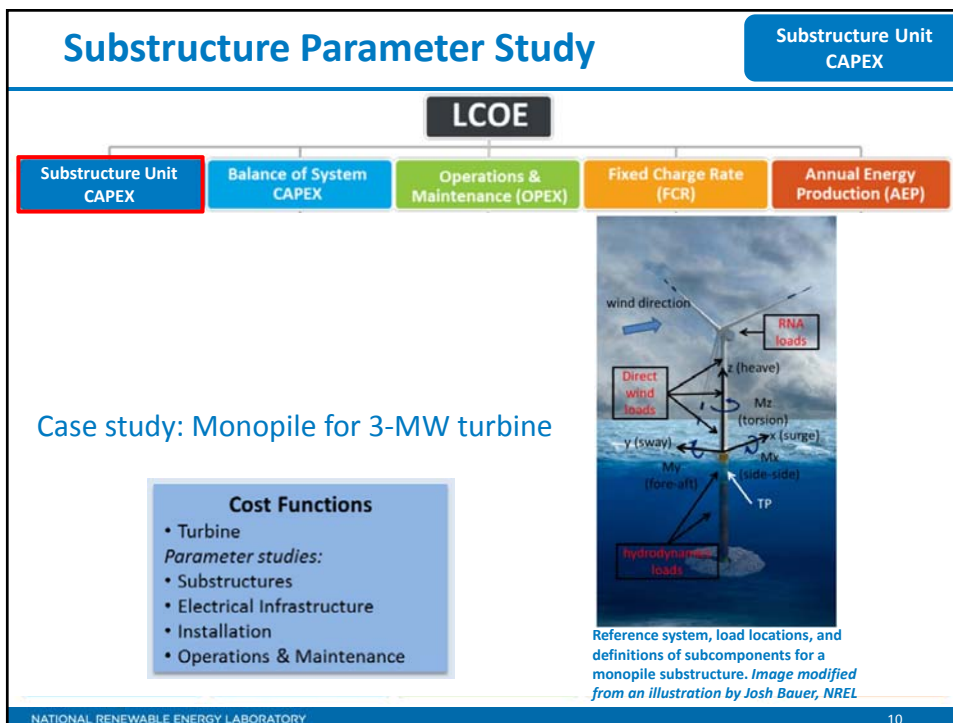 Substructure Parameter Study
Substructure Unit
CAPEX
LCOE
Substructure Unit
CAPEX
Balance of System
CAPEX
Operations &
Maintenance (OPEX)
Fixed Charge Rate
(FCR)
Annual Energy
Production (AEP)
wind direction
RNA
loads
z (heave)
Direct
wind
loads
Mz
(torsion)
y (sway)
x (surge)
My
(fore-aft)
Mx
(side-side)
TP
hydrodynamics
loads
Case study: Monopile for 3-MW turbine
Cost Functions
• Turbine
Parameter studies:
• Substructures
• Electrical Infrastructure
• Installation
• Operations & Maintenance
Reference system, load locations, and
definitions of subcomponents for a
monopile substructure. Image modified
from an illustration by Josh Bauer, NREL
NATIONAL RENEWABLE ENERGY LABORATORY
10